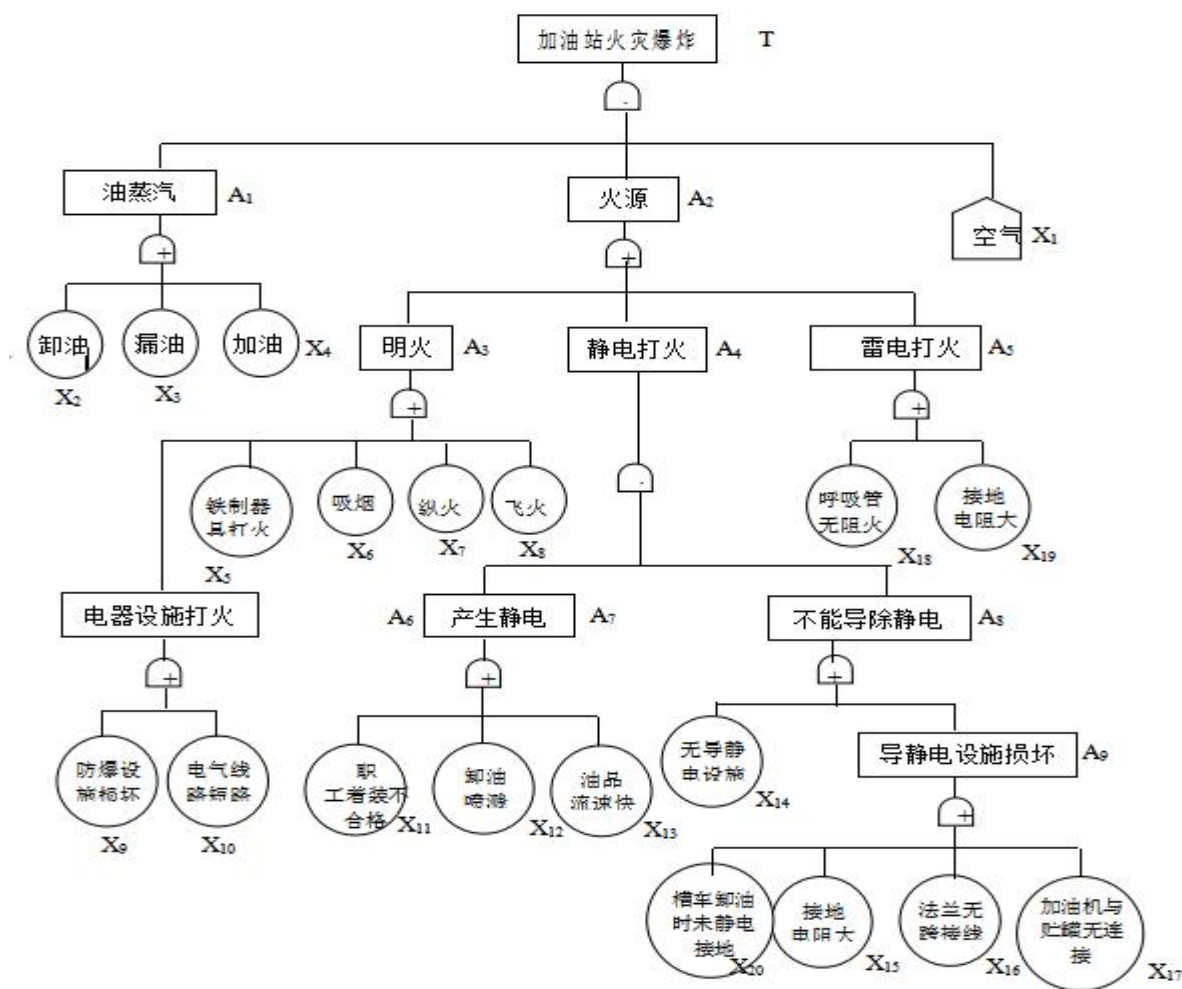 加油站火灾爆炸 T
.
油蒸汽 A₁
火源 A₂
空气 X₁
+
+
卸油
漏油
加油 X₄
X₂
X₃
明火 A₃
静电打火 A₄
雷电打火 A₅
+
.
+
铁制器
具打火
X₅
吸烟
X₆
纵火
X₇
飞火
X₈
呼吸管
无阻火
X₁₈
接地
电阻大
X₁₉
电器设施打火 A₆
产生静电 A₇
不能导除静电 A₈
+
+
+
防爆设
施损坏
X₉
电气线
路短路
X₁₀
职
工着装不
合格
X₁₁
卸油
喷溅
X₁₂
油品
流速快
X₁₃
无导静
电设施
X₁₄
导静电设施损坏 A₉
+
槽车卸油
时未静电
接地
X₂₀
接地
电阻大
X₁₅
法兰无
跨接线
X₁₆
加油机与
贮罐无连
接
X₁₇